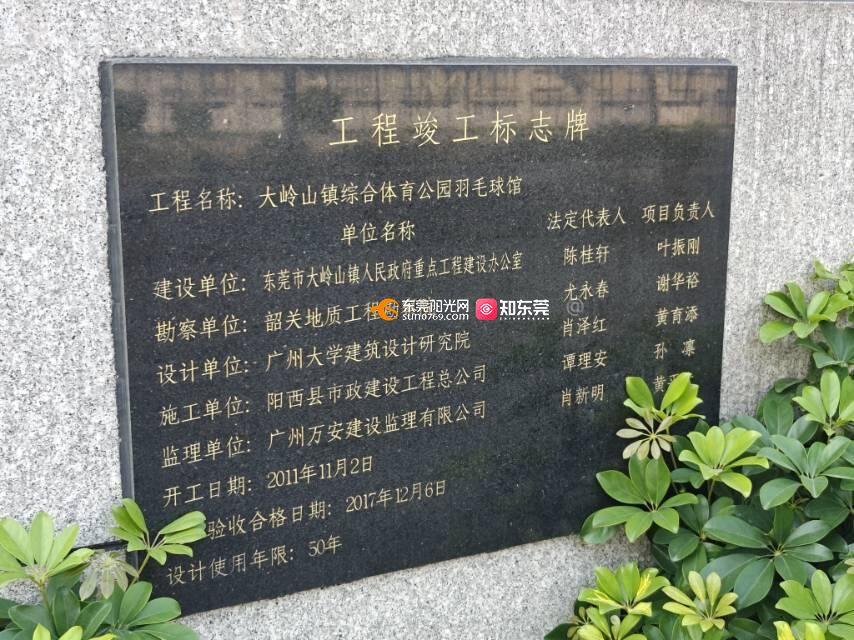 工程竣工标志牌
工程名称：大岭山镇综合体育公园羽毛球馆
单位名称 法定代表人 项目负责人
建设单位：东莞市大岭山镇人民政府重点工程建设办公室 陈桂轩 叶振刚
勘察单位：韶关地质工程勘 尤永春 谢华裕
设计单位：广州大学建筑设计研究院 肖泽红 黄育添
施工单位：阳西县市政建设工程总公司 谭理安 孙凛
监理单位：广州万安建设监理有限公司 肖新明 黄
开工日期：2011年11月2日
验收合格日期：2017年12月6日
设计使用年限：50年
东莞阳光网
sun0769.com
知东莞
@